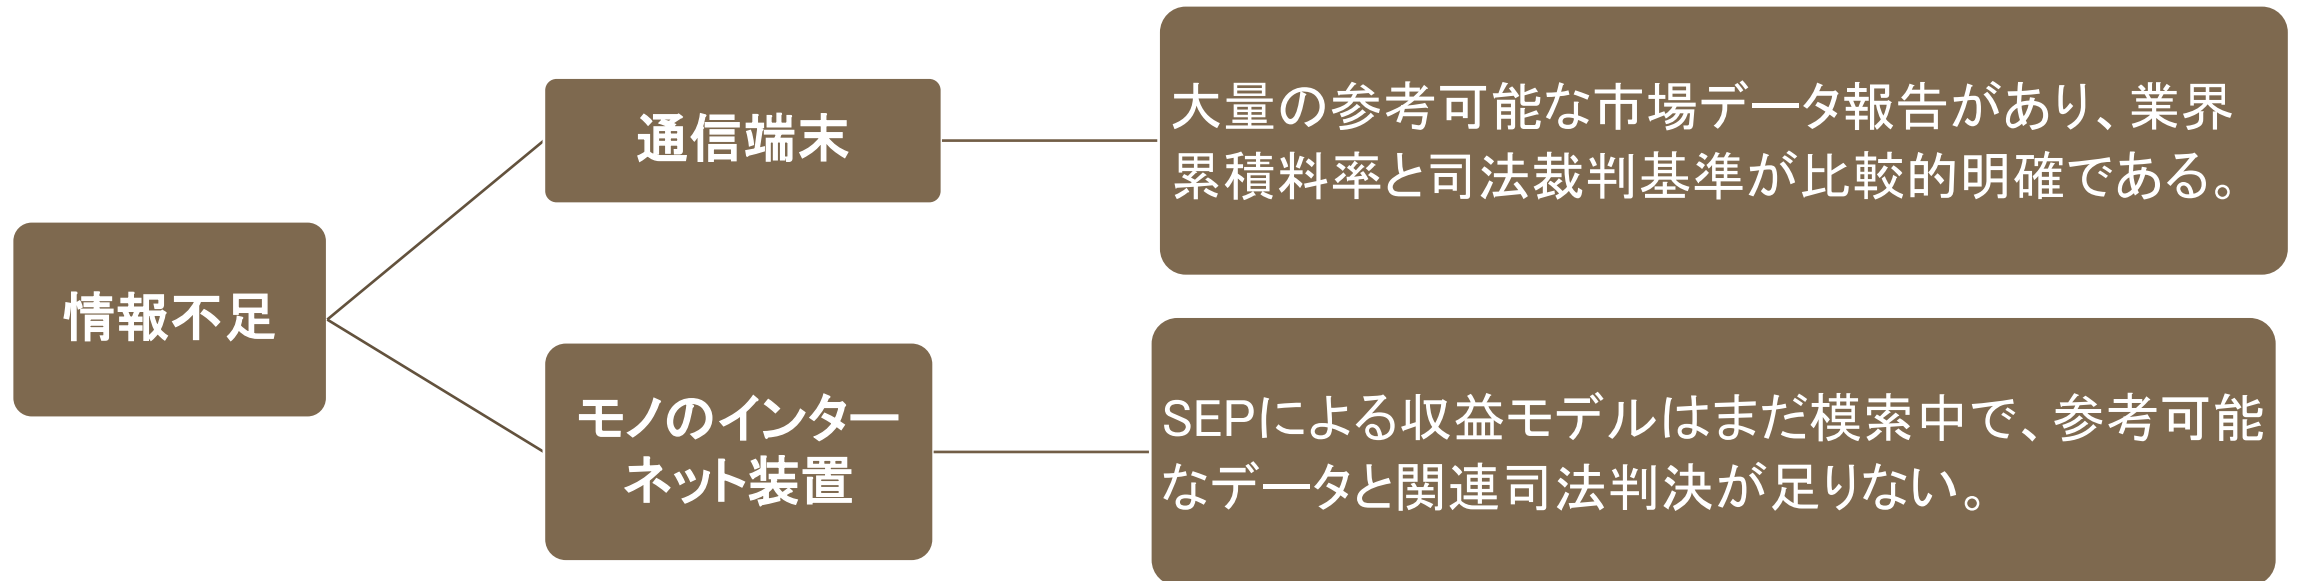 情報不足
通信端末
大量の参考可能な市場データ報告があり、業界
累積料率と司法裁判基準が比較的明確である。
モノのインター
ネット装置
SEPによる収益モデルはまだ模索中で、参考可能
なデータと関連司法判決が足りない。